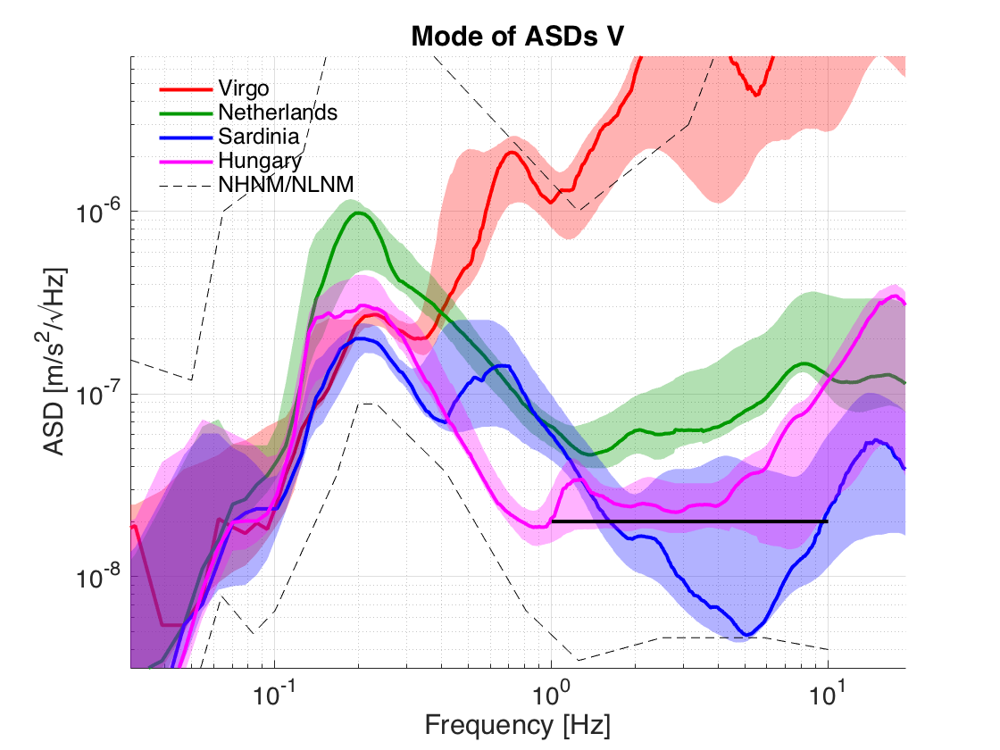 Mode of ASDs V
Virgo
Netherlands
Sardinia
Hungary
NHNM/NLNM
ASD [m/s²/√Hz]
10⁻⁶
10⁻⁷
10⁻⁸
10⁻¹ 10⁰ 10¹
Frequency [Hz]